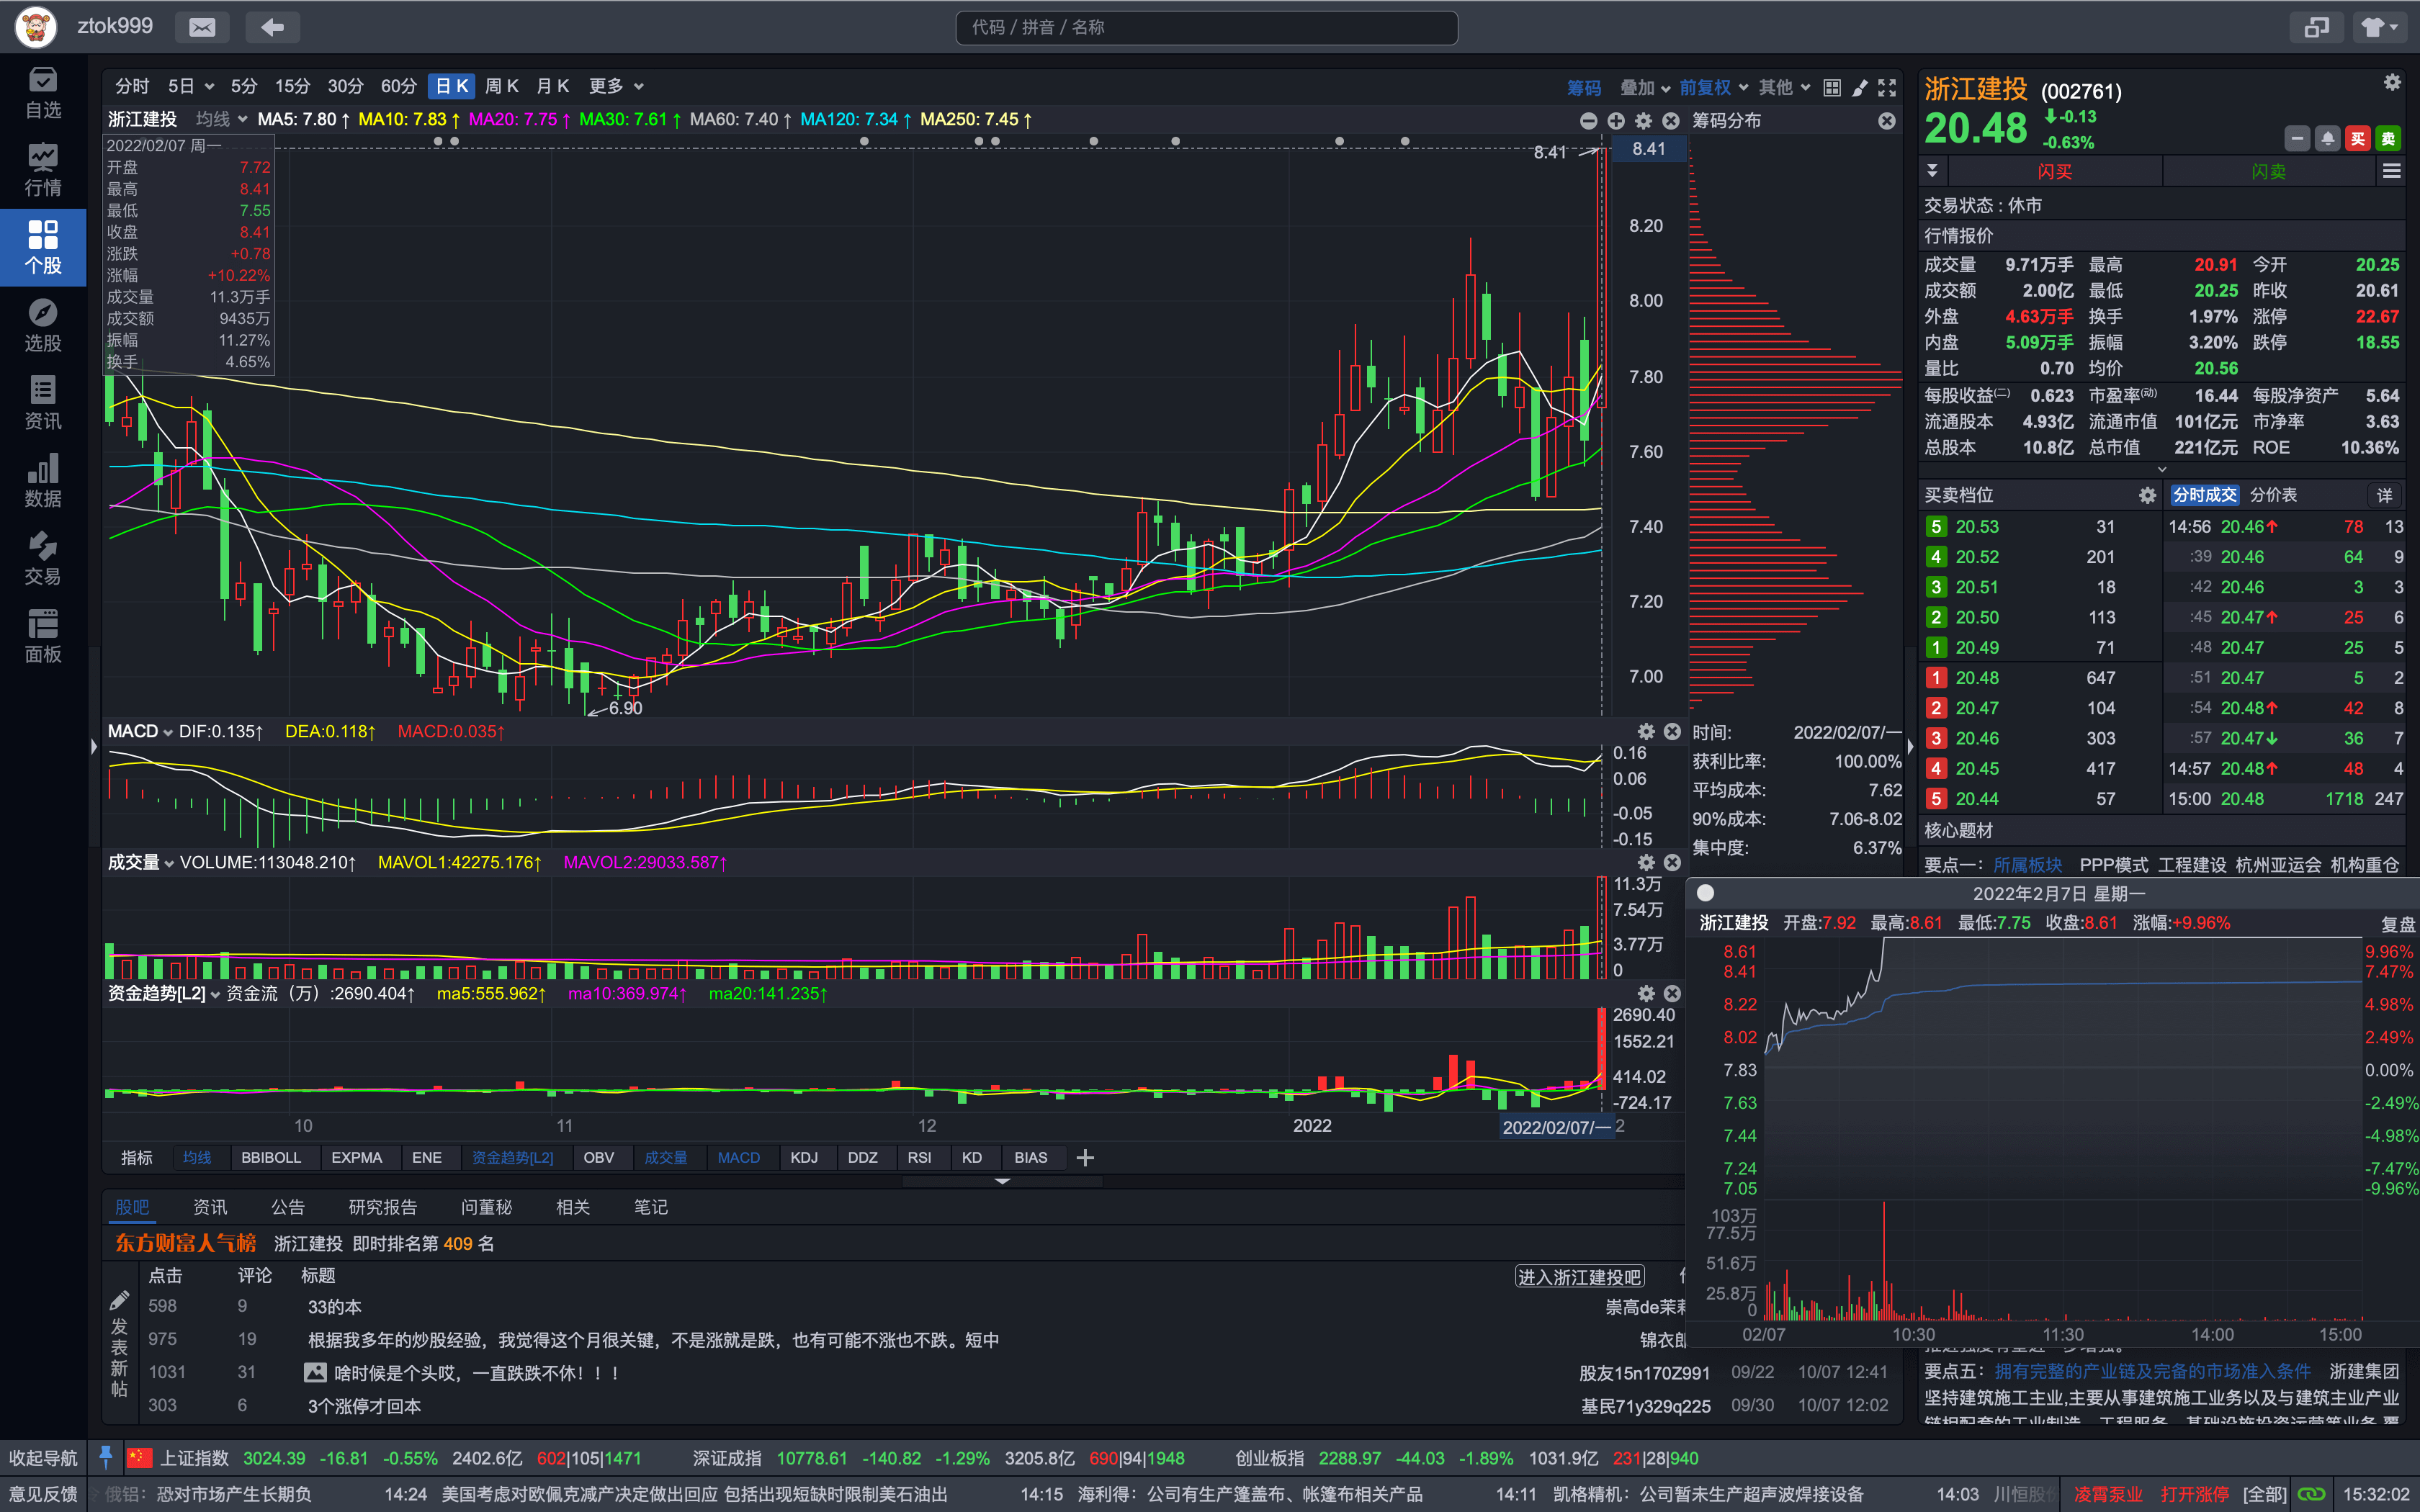 ztok999
代码 / 拼音 / 名称
自选
行情
个股
选股
资讯
数据
交易
面板
分时 5日 5分 15分 30分 60分 日K 周K 月K 更多
筹码 叠加 前复权 其他
浙江建投 均线 MA5: 7.80↑ MA10: 7.83↑ MA20: 7.75↑ MA30: 7.61↑ MA60: 7.40↑ MA120: 7.34↑ MA250: 7.45↑
筹码分布
2022/02/07 周一
开盘 7.72
最高 8.41
最低 7.55
收盘 8.41
涨跌 +0.78
涨幅 +10.22%
成交量 11.3万手
成交额 9435万
振幅 11.27%
换手 4.65%
8.41
6.90
8.41
8.20
8.00
7.80
7.60
7.40
7.20
7.00
MACD DIF:0.135↑ DEA:0.118↑ MACD:0.035↑
0.16
0.06
-0.05
-0.15
时间: 2022/02/07/一
获利比率: 100.00%
平均成本: 7.62
90%成本: 7.06-8.02
集中度: 6.37%
成交量 VOLUME:113048.210↑ MAVOL1:42275.176↑ MAVOL2:29033.587↑
11.3万
7.54万
3.77万
0
资金趋势[L2] 资金流（万）:2690.404↑ ma5:555.962↑ ma10:369.974↑ ma20:141.235↑
2690.40
1552.21
414.02
-724.17
10 11 12 2022 2022/02/07/一 2
指标 均线 BBIBOLL EXPMA ENE 资金趋势[L2] OBV 成交量 MACD KDJ DDZ RSI KD BIAS
股吧 资讯 公告 研究报告 问董秘 相关 笔记
东方财富人气榜 浙江建投 即时排名第 409 名
点击 评论 标题 进入浙江建投吧
发表新帖
598 9 33的本 崇高de茉莉
975 19 根据我多年的炒股经验，我觉得这个月很关键，不是涨就是跌，也有可能不涨也不跌。短中 锦衣郎
1031 31 啥时候是个头哎，一直跌跌不休！！！ 股友15n170Z991 09/22 10/07 12:41
303 6 3个涨停才回本 基民71y329q225 09/30 10/07 12:02
浙江建投 (002761)
20.48 -0.13
-0.63%
买 卖
闪买 闪卖
交易状态 : 休市
行情报价
成交量 9.71万手 最高 20.91 今开 20.25
成交额 2.00亿 最低 20.25 昨收 20.61
外盘 4.63万手 换手 1.97% 涨停 22.67
内盘 5.09万手 振幅 3.20% 跌停 18.55
量比 0.70 均价 20.56
每股收益(二) 0.623 市盈率(动) 16.44 每股净资产 5.64
流通股本 4.93亿 流通市值 101亿元 市净率 3.63
总股本 10.8亿 总市值 221亿元 ROE 10.36%
买卖档位 分时成交 分价表 详
5 20.53 31 14:56 20.46↑ 78 13
4 20.52 201 :39 20.46 64 9
3 20.51 18 :42 20.46 3 3
2 20.50 113 :45 20.47↑ 25 6
1 20.49 71 :48 20.47 25 5
1 20.48 647 :51 20.47 5 2
2 20.47 104 :54 20.48↑ 42 8
3 20.46 303 :57 20.47↓ 36 7
4 20.45 417 14:57 20.48↑ 48 4
5 20.44 57 15:00 20.48 1718 247
核心题材
要点一： 所属板块 PPP模式 工程建设 杭州亚运会 机构重仓
2022年2月7日 星期一
浙江建投 开盘:7.92 最高:8.61 最低:7.75 收盘:8.61 涨幅:+9.96% 复盘
8.61 9.96%
8.41 7.47%
8.22 4.98%
8.02 2.49%
7.83 0.00%
7.63 -2.49%
7.44 -4.98%
7.24 -7.47%
7.05 -9.96%
103万
77.5万
51.6万
25.8万
0
02/07 10:30 11:30 14:00 15:00
要点五： 拥有完整的产业链及完备的市场准入条件 浙建集团
坚持建筑施工主业,主要从事建筑施工业务以及与建筑主业产业
链相配套的工业制造、工程服务、基础设施投资运营等业务,覆
收起导航 上证指数 3024.39 -16.81 -0.55% 2402.6亿 602|105|1471 深证成指 10778.61 -140.82 -1.29% 3205.8亿 690|94|1948 创业板指 2288.97 -44.03 -1.89% 1031.9亿 231|28|940
意见反馈 俄铝：恐对市场产生长期负 14:24 美国考虑对欧佩克减产决定做出回应 包括出现短缺时限制美石油出 14:15 海利得：公司有生产篷盖布、帐篷布相关产品 14:11 凯格精机：公司暂未生产超声波焊接设备 14:03 川恒股份 凌霄泵业 打开涨停 [全部] 15:32:02